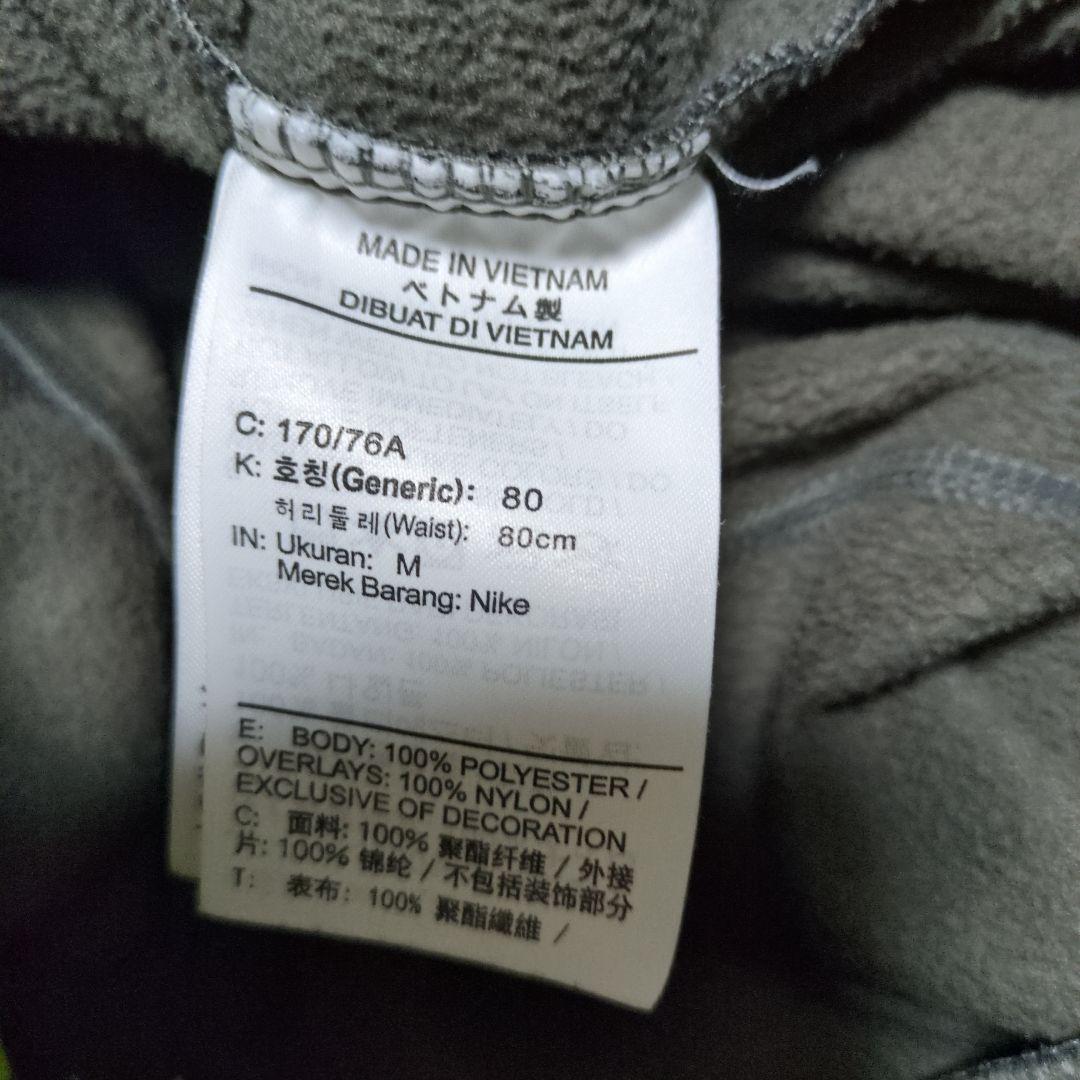 MADE IN VIETNAM
ベトナム製
DIBUAT DI VIETNAM
C: 170/76A
K: 호칭(Generic): 80
허리둘레(Waist): 80cm
IN: Ukuran: M
Merek Barang: Nike
E: BODY: 100% POLYESTER /
OVERLAYS: 100% NYLON /
EXCLUSIVE OF DECORATION
C: 面料: 100% 聚酯纤维 / 外接
片: 100% 锦纶 / 不包括装饰部分
T: 表布: 100% 聚酯纖維 /